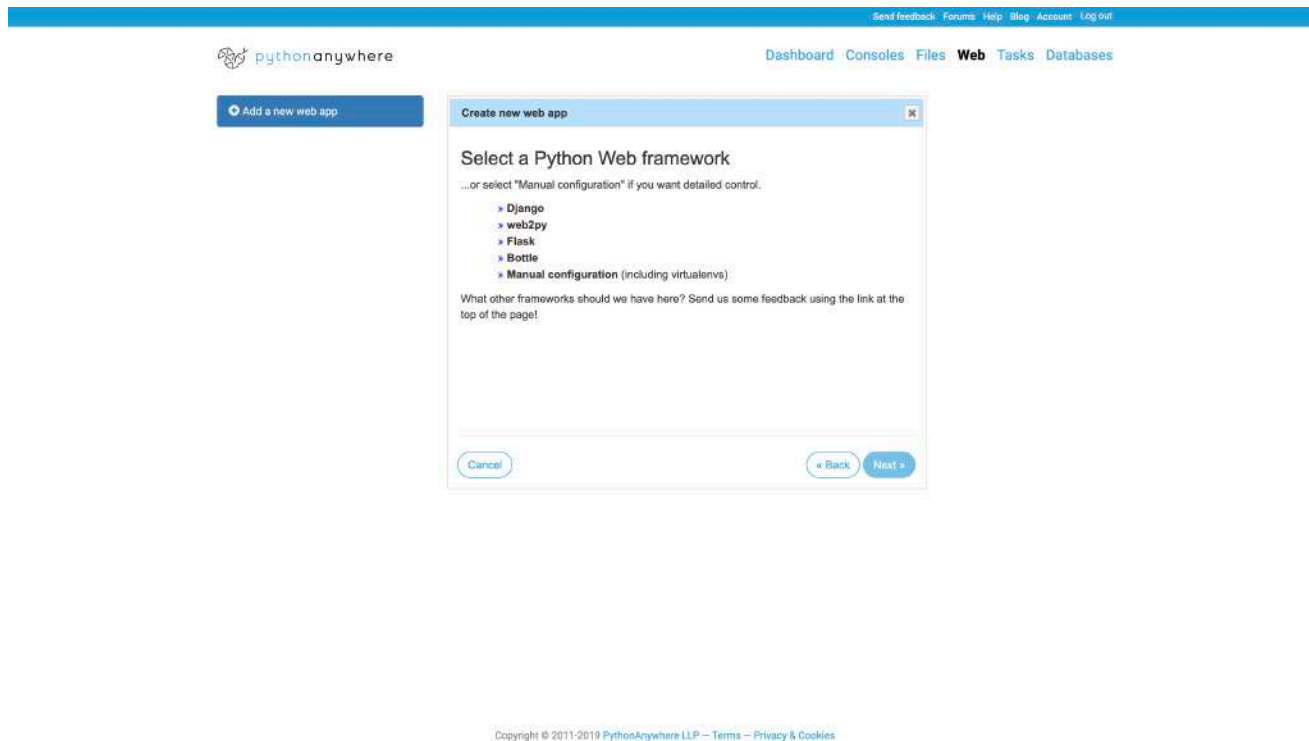 Send feedback Forums Help Blog Account Log out
pythonanywhere
Dashboard Consoles Files Web Tasks Databases
Add a new web app
Create new web app
Select a Python Web framework
...or select "Manual configuration" if you want detailed control.
» Django
» web2py
» Flask
» Bottle
» Manual configuration (including virtualenvs)
What other frameworks should we have here? Send us some feedback using the link at the
top of the page!
Cancel
« Back
Next »
Copyright © 2011-2019 PythonAnywhere LLP — Terms — Privacy & Cookies